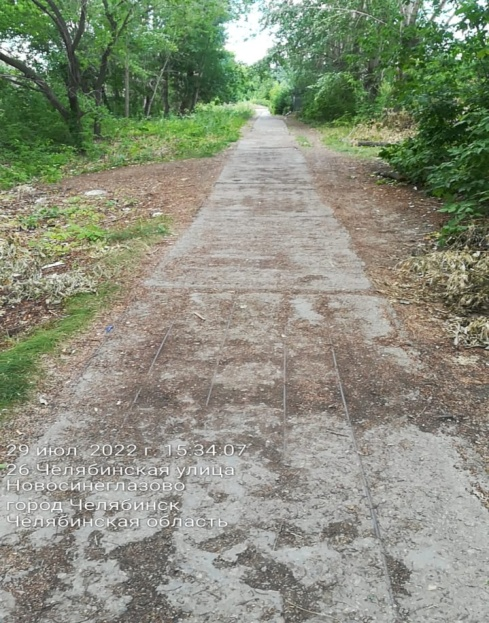 29 июл. 2022 г. 15:34:07
26 Челябинская улица
Новосинеглазово
город Челябинск
Челябинская область